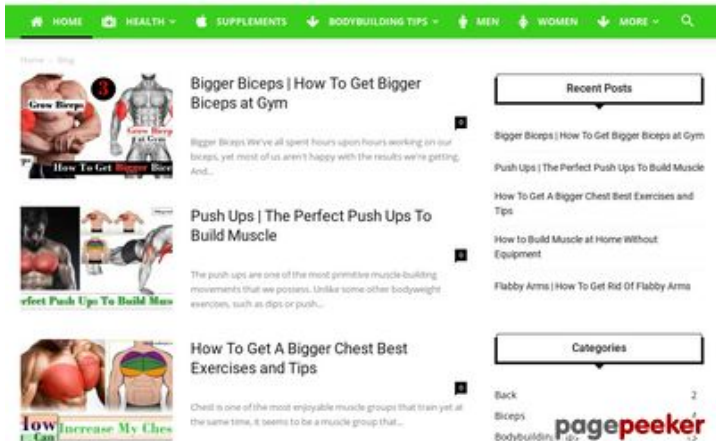 HOME HEALTH SUPPLEMENTS BODYBUILDING TIPS MEN WOMEN MORE
Home Blog
3
Grow Biceps
Grow Bicep
at Gym
How To Get Bigger Bice
Bigger Biceps | How To Get Bigger
Biceps at Gym
0
Bigger Biceps We've all spent hours upon hours working on our
biceps, yet most of us aren't happy with the results we're getting.
And...
rfect Push Ups To Build Mus
Push Ups | The Perfect Push Ups To
Build Muscle
0
The push ups are one of the most primitive muscle-building
movements that we possess. Unlike some other bodyweight
exercises, such as dips or push...
How
Can
Increase My Ches
How To Get A Bigger Chest Best
Exercises and Tips
0
Chest is one of the most enjoyable muscle groups that train yet at
the same time, it seems to be a muscle group that...
Recent Posts
Bigger Biceps | How To Get Bigger Biceps at Gym
Push Ups | The Perfect Push Ups To Build Muscle
How To Get A Bigger Chest Best Exercises and
Tips
How to Build Muscle at Home Without
Equipment
Flabby Arms | How To Get Rid Of Flabby Arms
Categories
Back 2
Biceps
Bodybuilding
pagepeeker